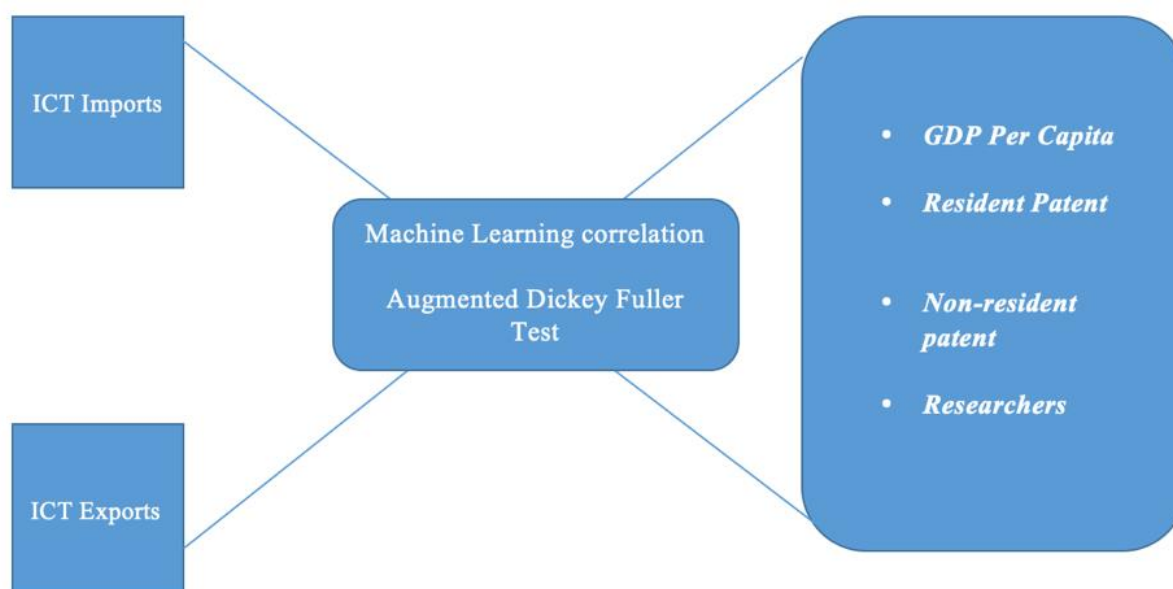 ICT Imports
Machine Learning correlation
Augmented Dickey Fuller
Test
ICT Exports
• GDP Per Capita
• Resident Patent
• Non-resident
patent
• Researchers